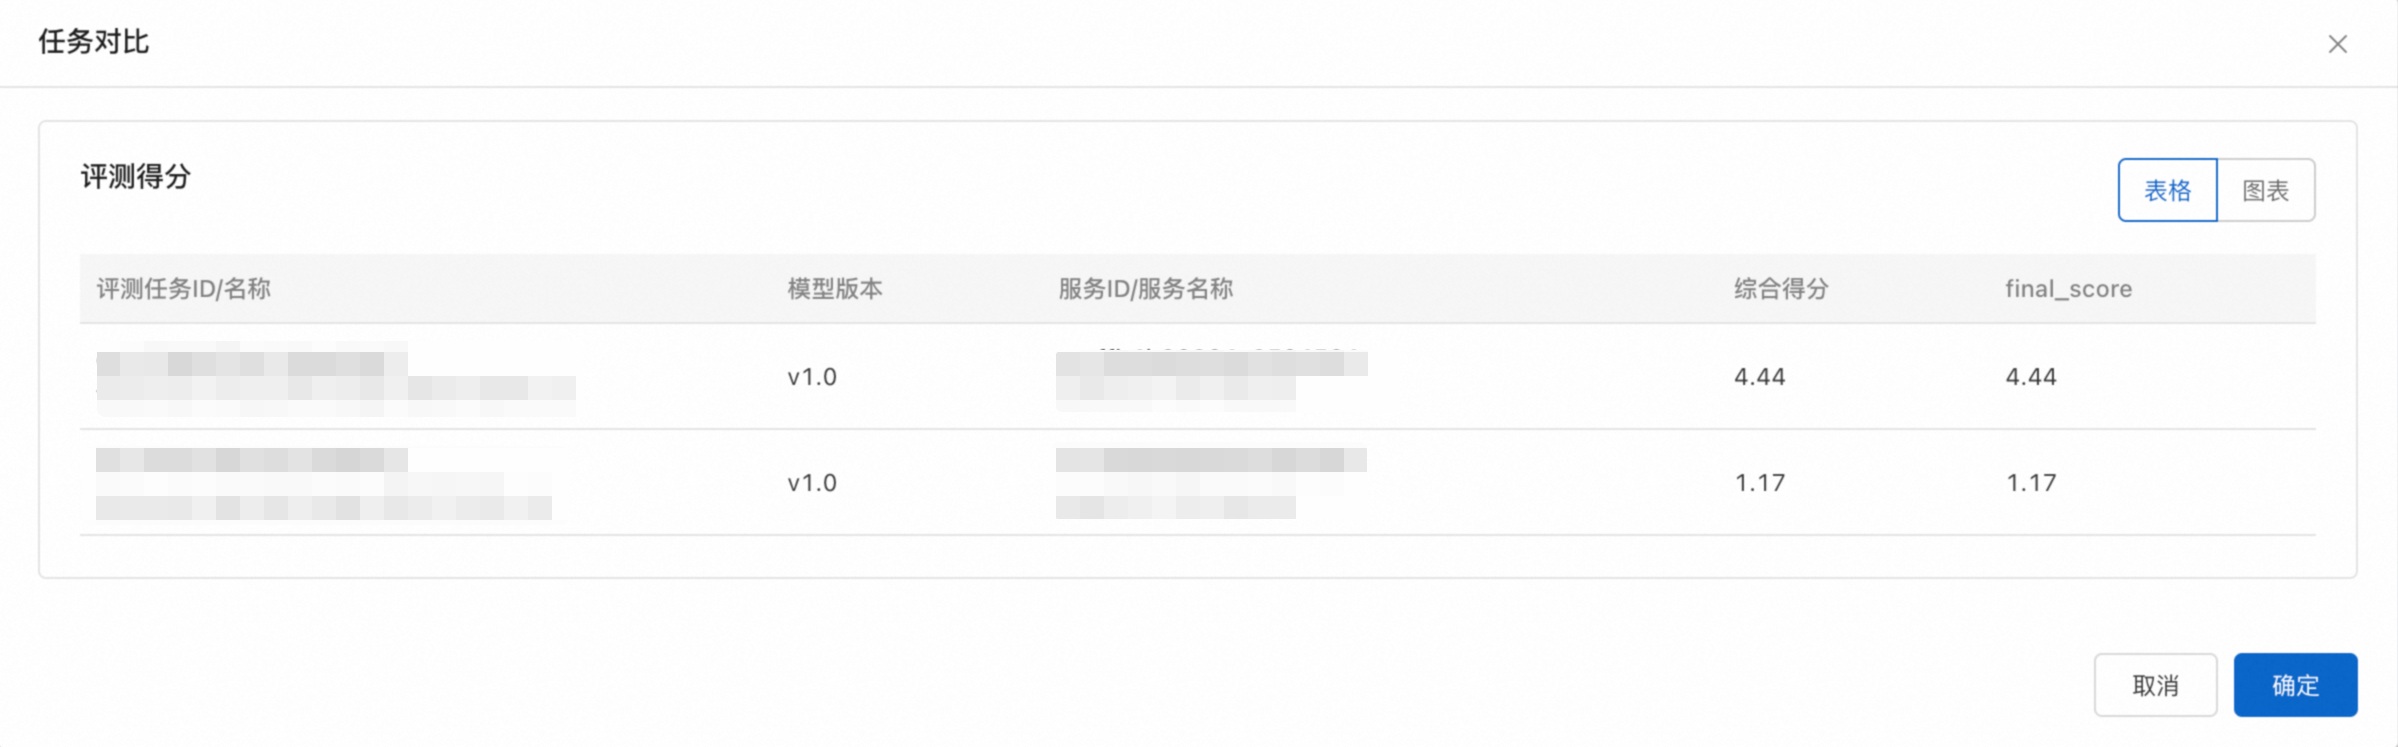 任务对比
评测得分
表格 图表
评测任务ID/名称 模型版本 服务ID/服务名称 综合得分 final_score
v1.0 4.44 4.44
v1.0 1.17 1.17
取消 确定